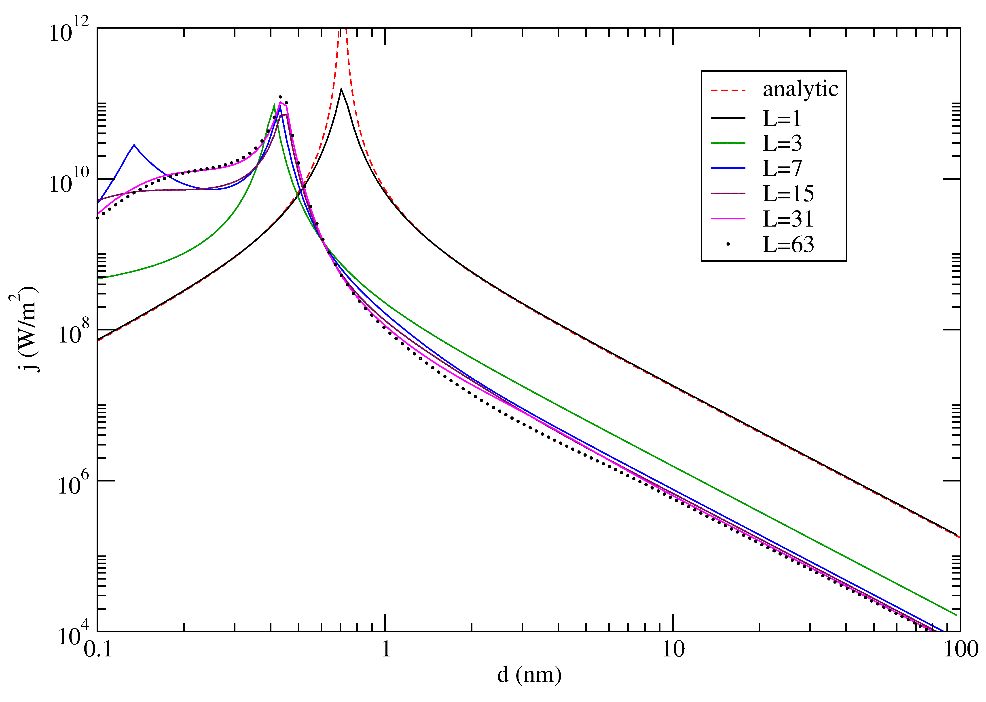 10^12
10^10
10^8
10^6
10^4
j (W/m^2)
analytic
L=1
L=3
L=7
L=15
L=31
L=63
0.1
1
10
100
d (nm)